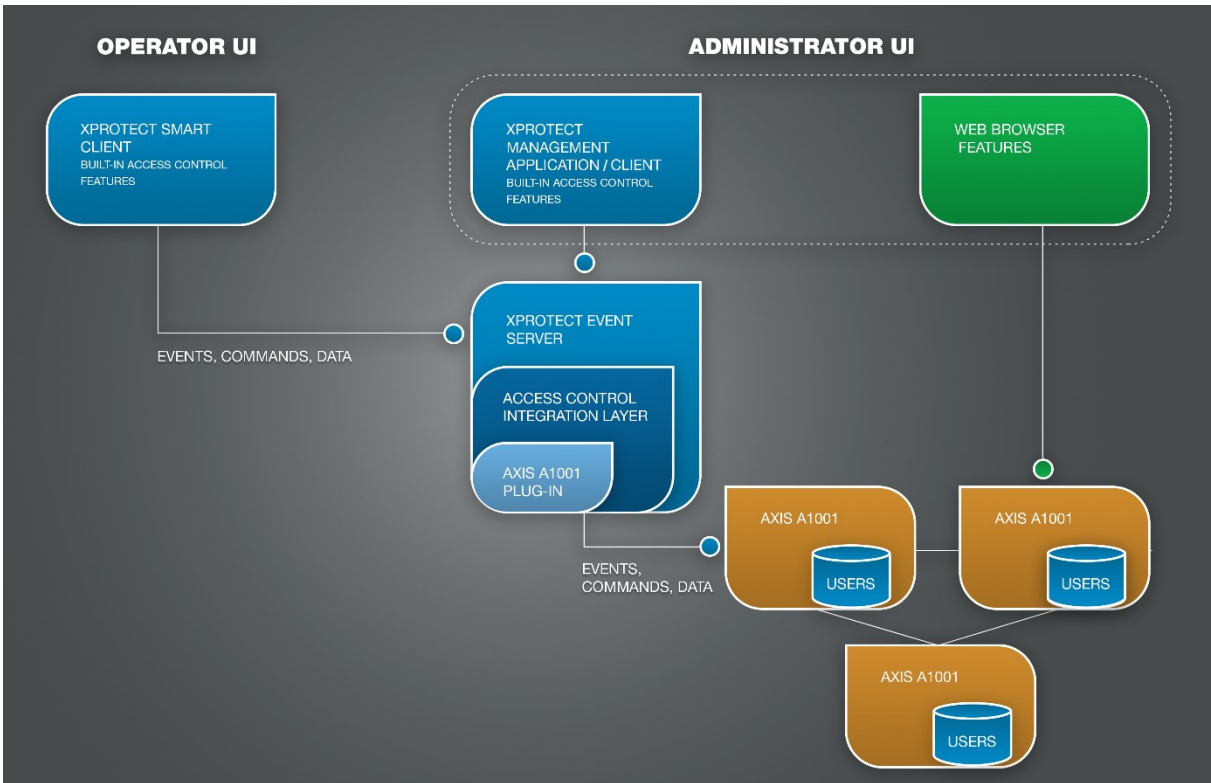 OPERATOR UI
ADMINISTRATOR UI
XPROTECT SMART
CLIENT
BUILT-IN ACCESS CONTROL
FEATURES
XPROTECT
MANAGEMENT
APPLICATION / CLIENT
BUILT-IN ACCESS CONTROL
FEATURES
WEB BROWSER
FEATURES
EVENTS, COMMANDS, DATA
XPROTECT EVENT
SERVER
ACCESS CONTROL
INTEGRATION LAYER
AXIS A1001
PLUG-IN
EVENTS,
COMMANDS, DATA
AXIS A1001
USERS
AXIS A1001
USERS
AXIS A1001
USERS